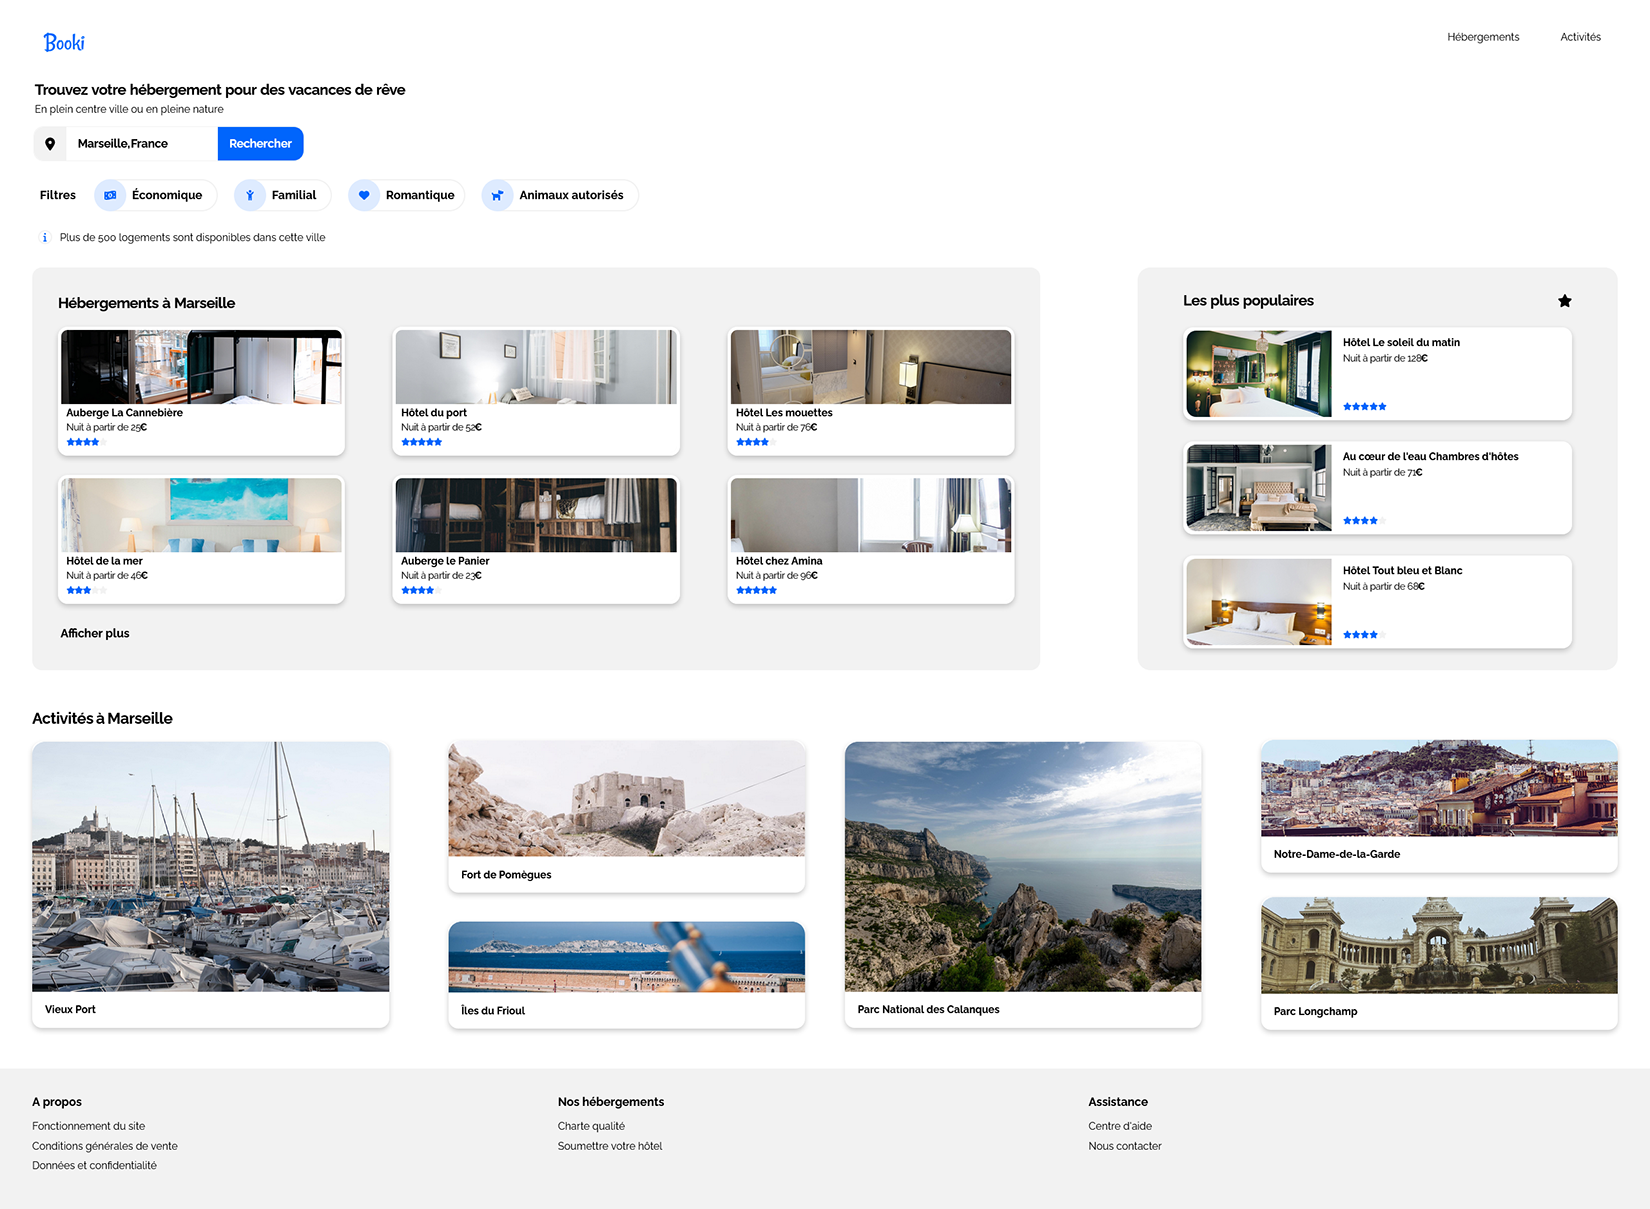 Booki
Hébergements
Activités
Trouvez votre hébergement pour des vacances de rêve
En plein centre ville ou en pleine nature
Marseille,France
Rechercher
Filtres
Économique
Familial
Romantique
Animaux autorisés
Plus de 500 logements sont disponibles dans cette ville
Hébergements à Marseille
Auberge La Cannebière
Nuit à partir de 25€
Hôtel du port
Nuit à partir de 52€
Hôtel Les mouettes
Nuit à partir de 76€
Hôtel de la mer
Nuit à partir de 46€
Auberge le Panier
Nuit à partir de 23€
Hôtel chez Amina
Nuit à partir de 96€
Afficher plus
Les plus populaires
Hôtel Le soleil du matin
Nuit à partir de 128€
Au cœur de l'eau Chambres d'hôtes
Nuit à partir de 71€
Hôtel Tout bleu et Blanc
Nuit à partir de 68€
Activités à Marseille
Vieux Port
Fort de Pomègues
Îles du Frioul
Parc National des Calanques
Notre-Dame-de-la-Garde
Parc Longchamp
A propos
Fonctionnement du site
Conditions générales de vente
Données et confidentialité
Nos hébergements
Charte qualité
Soumettre votre hôtel
Assistance
Centre d'aide
Nous contacter